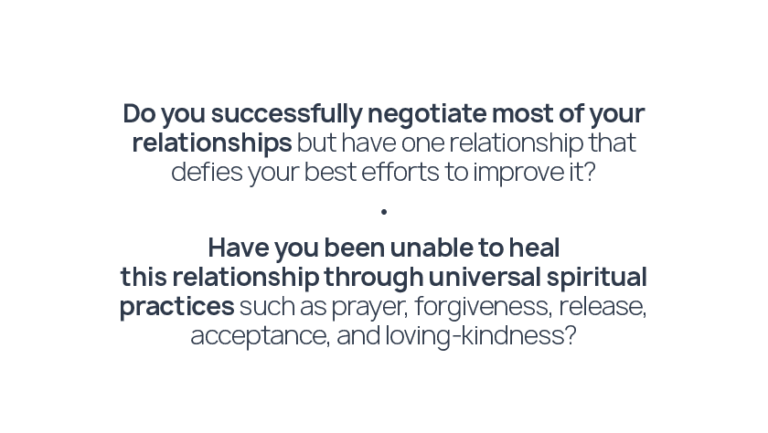 Do you successfully negotiate most of your
relationships but have one relationship that
defies your best efforts to improve it?
•
Have you been unable to heal
this relationship through universal spiritual
practices such as prayer, forgiveness, release,
acceptance, and loving-kindness?